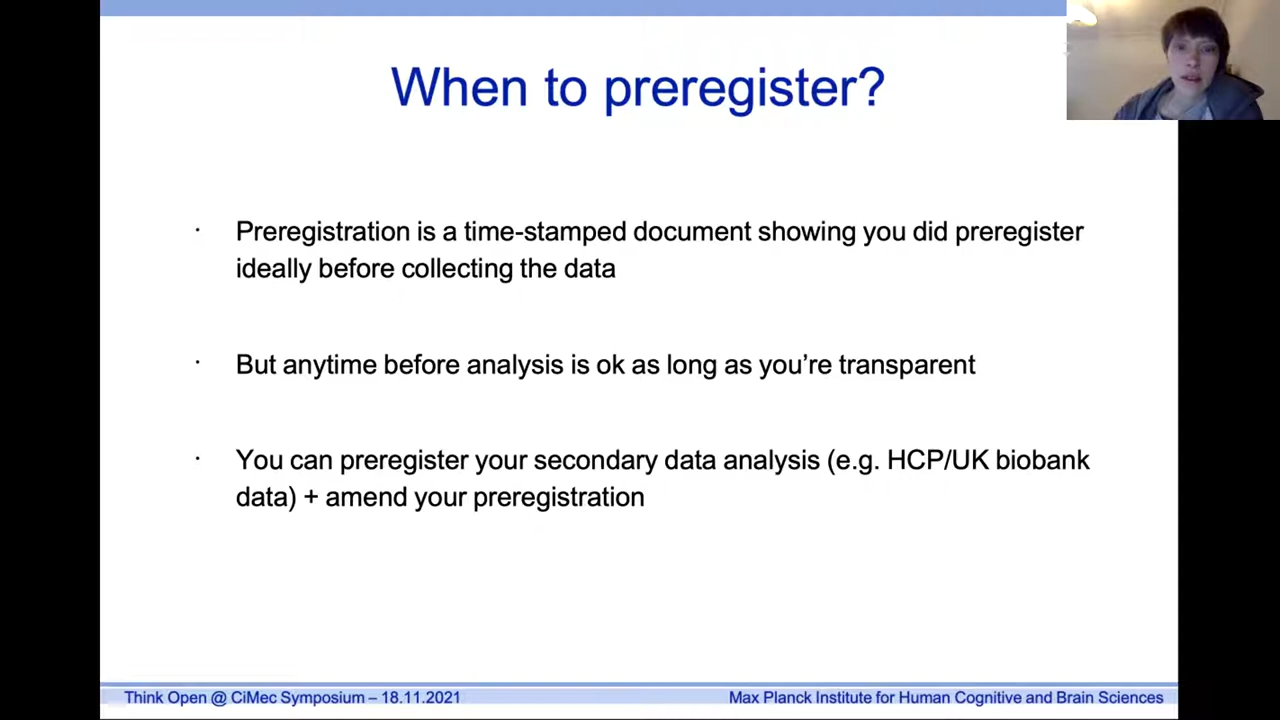 When to preregister?
· Preregistration is a time-stamped document showing you did preregister
ideally before collecting the data
· But anytime before analysis is ok as long as you’re transparent
· You can preregister your secondary data analysis (e.g. HCP/UK biobank
data) + amend your preregistration
Think Open @ CiMec Symposium – 18.11.2021
Max Planck Institute for Human Cognitive and Brain Sciences